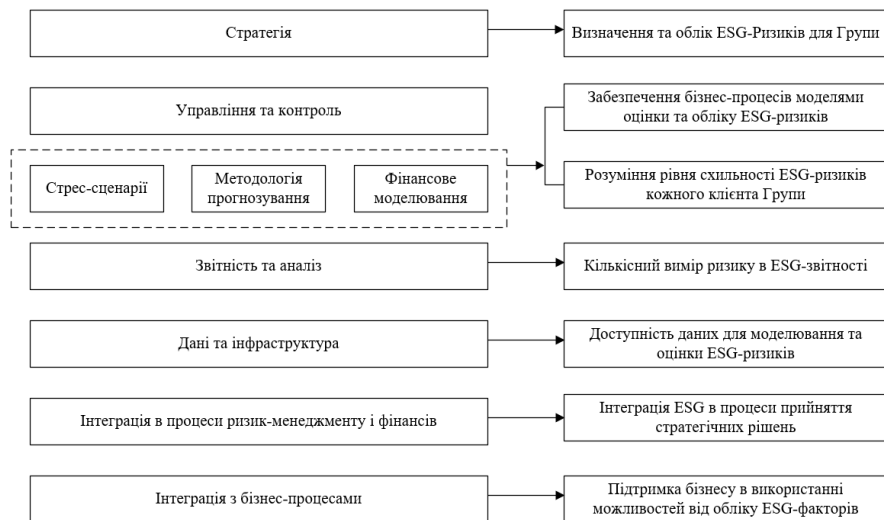 Стратегія
Визначення та облік ESG-Ризиків для Групи
Управління та контроль
Забезпечення бізнес-процесів моделями
оцінки та обліку ESG-ризиків
Стрес-сценарії
Методологія
прогнозування
Фінансове
моделювання
Розуміння рівня схильності ESG-ризиків
кожного клієнта Групи
Звітність та аналіз
Кількісний вимір ризику в ESG-звітності
Дані та інфраструктура
Доступність даних для моделювання та
оцінки ESG-ризиків
Інтеграція в процеси ризик-менеджменту і фінансів
Інтеграція ESG в процеси прийняття
стратегічних рішень
Інтеграція з бізнес-процесами
Підтримка бізнесу в використанні
можливостей від обліку ESG-факторів